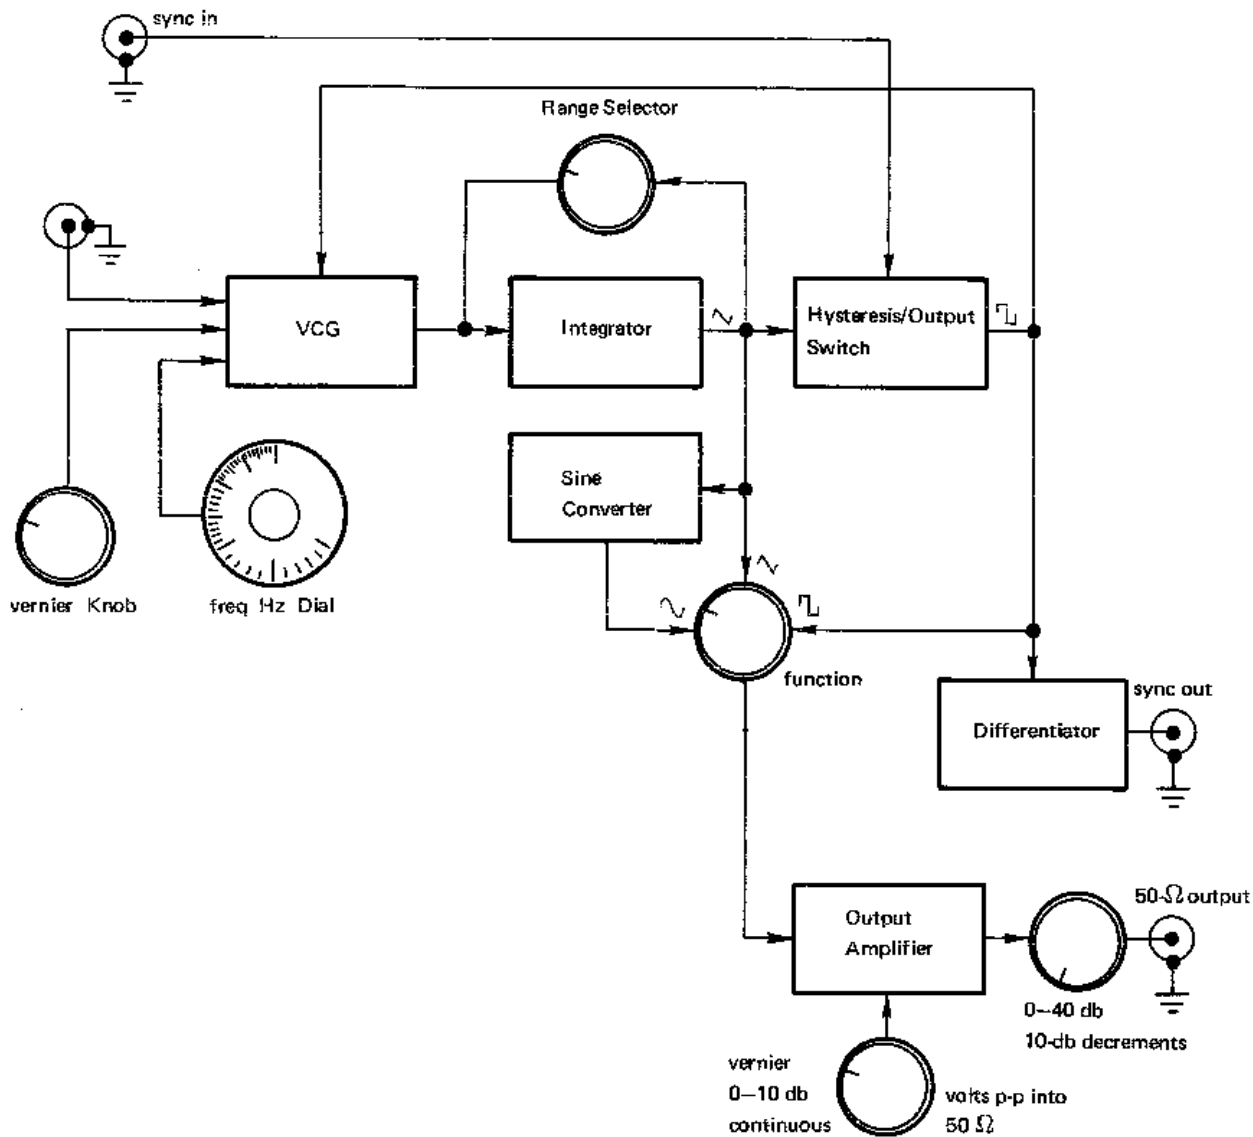 sync in
Range Selector
VCG
Integrator
Hysteresis/Output
Switch
Sine
Converter
vernier Knob
freq Hz Dial
function
sync out
Differentiator
50-Ω output
Output
Amplifier
0–40 db
10-db decrements
vernier
0–10 db
continuous
volts p-p into
50 Ω